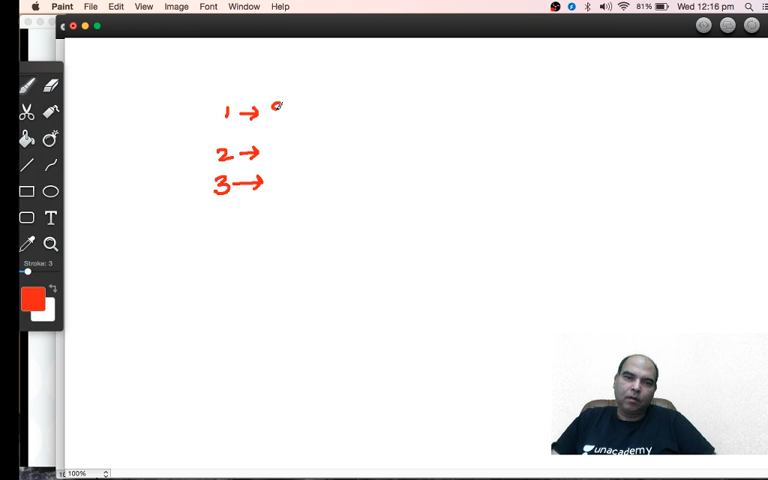 Paint File Edit View Image Font Window Help 81% Wed 12:16 pm
1 →
2 →
3 →
T
Stroke: 3
unacademy
100%